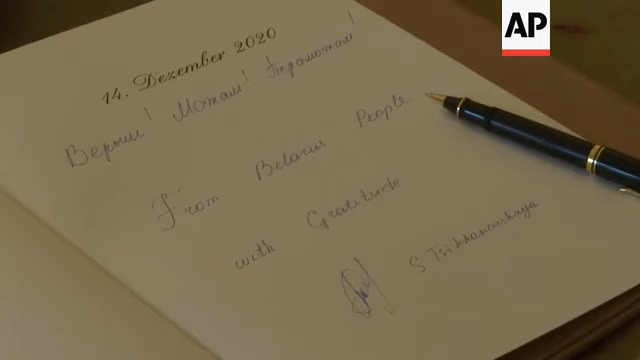 AP
14. Dezember 2020
Верым! Можам! Пераможам!
From Belarus People
with Gratitude
S Tsikhanouskaya